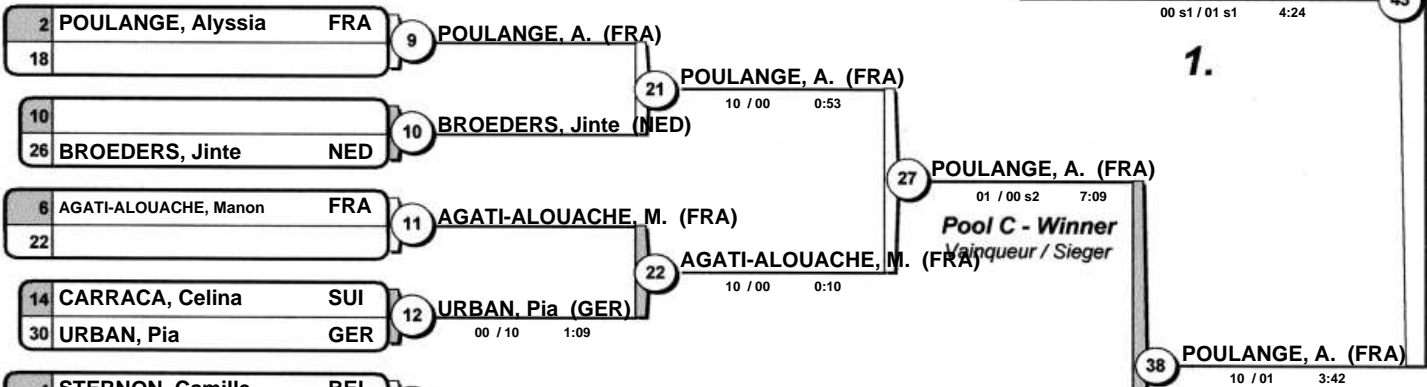 00 s1 / 01 s1 4:24
1.
2 POULANGE, Alyssia FRA
18
9 POULANGE, A. (FRA)
21 POULANGE, A. (FRA)
10 / 00 0:53
10
26 BROEDERS, Jinte NED
10 BROEDERS, Jinte (NED)
27 POULANGE, A. (FRA)
01 / 00 s2 7:09
Pool C - Winner
Vainqueur / Sieger
6 AGATI-ALOUACHE, Manon FRA
22
11 AGATI-ALOUACHE, M. (FRA)
22 AGATI-ALOUACHE, M. (FRA)
10 / 00 0:10
14 CARRACA, Celina SUI
30 URBAN, Pia GER
12 URBAN, Pia (GER)
00 / 10 1:09
38 POULANGE, A. (FRA)
10 / 01 3:42